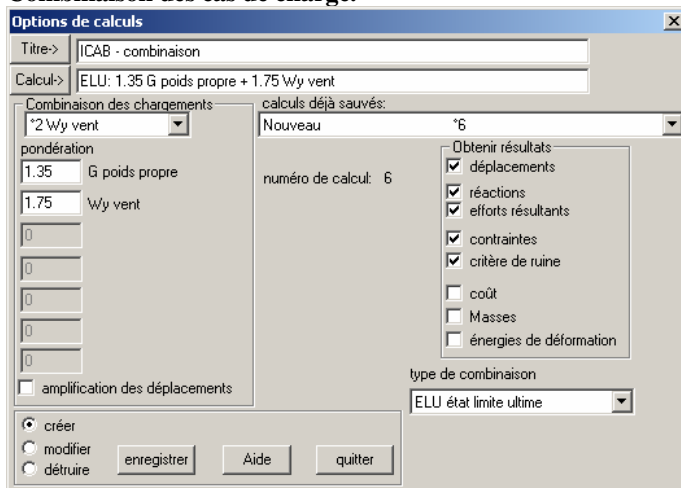 Combinaison des cas de charge.
Options de calculs
Titre-> ICAB - combinaison
Calcul-> ELU: 1.35 G poids propre + 1.75 Wy vent
Combinaison des chargements
*2 Wy vent
calculs déjà sauvés:
Nouveau *6
pondération
1.35 G poids propre
1.75 Wy vent
0
0
0
0
0
amplification des déplacements
numéro de calcul: 6
Obtenir résultats
déplacements
réactions
efforts résultants
contraintes
critère de ruine
coût
Masses
énergies de déformation
type de combinaison
ELU état limite ultime
créer
modifier
détruire
enregistrer
Aide
quitter